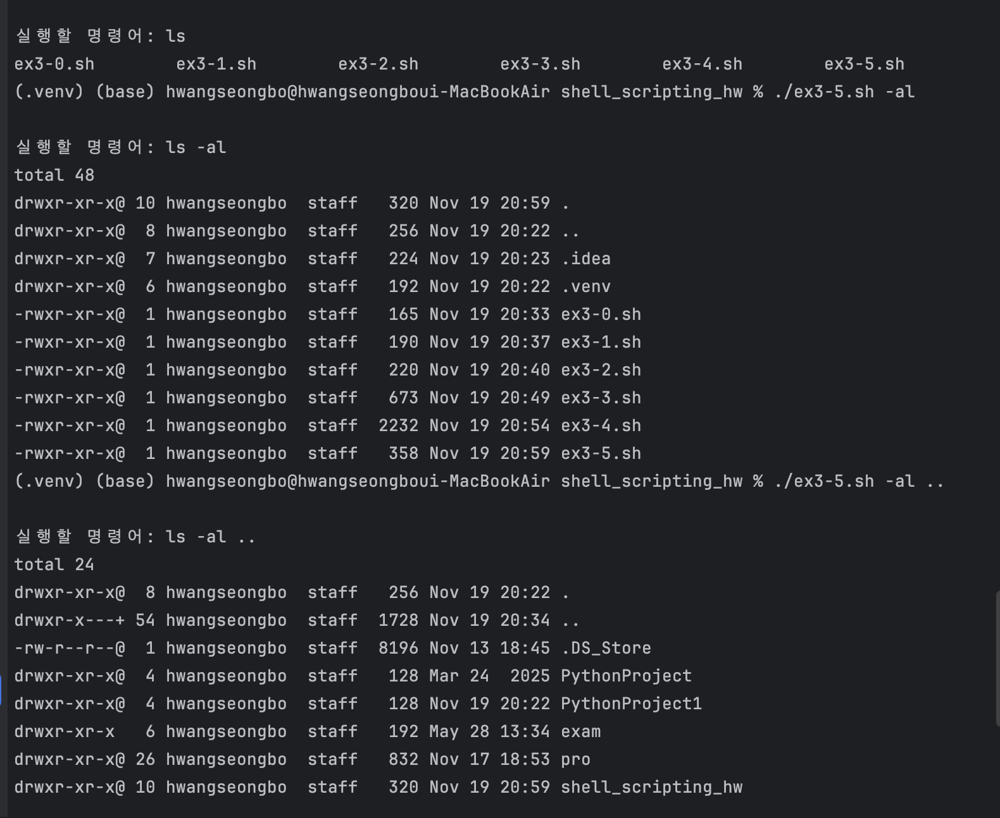 실행할 명령어: ls
ex3-0.sh        ex3-1.sh        ex3-2.sh        ex3-3.sh        ex3-4.sh        ex3-5.sh
(.venv) (base) hwangseongbo@hwangseongboui-MacBookAir shell_scripting_hw % ./ex3-5.sh -al
실행할 명령어: ls -al
total 48
drwxr-xr-x@ 10 hwangseongbo  staff   320 Nov 19 20:59 .
drwxr-xr-x@  8 hwangseongbo  staff   256 Nov 19 20:22 ..
drwxr-xr-x@  7 hwangseongbo  staff   224 Nov 19 20:23 .idea
drwxr-xr-x@  6 hwangseongbo  staff   192 Nov 19 20:22 .venv
-rwxr-xr-x@  1 hwangseongbo  staff   165 Nov 19 20:33 ex3-0.sh
-rwxr-xr-x@  1 hwangseongbo  staff   190 Nov 19 20:37 ex3-1.sh
-rwxr-xr-x@  1 hwangseongbo  staff   220 Nov 19 20:40 ex3-2.sh
-rwxr-xr-x@  1 hwangseongbo  staff   673 Nov 19 20:49 ex3-3.sh
-rwxr-xr-x@  1 hwangseongbo  staff  2232 Nov 19 20:54 ex3-4.sh
-rwxr-xr-x@  1 hwangseongbo  staff   358 Nov 19 20:59 ex3-5.sh
(.venv) (base) hwangseongbo@hwangseongboui-MacBookAir shell_scripting_hw % ./ex3-5.sh -al ..
실행할 명령어: ls -al ..
total 24
drwxr-xr-x@  8 hwangseongbo  staff   256 Nov 19 20:22 .
drwxr-x---+ 54 hwangseongbo  staff  1728 Nov 19 20:34 ..
-rw-r--r--@  1 hwangseongbo  staff  8196 Nov 13 18:45 .DS_Store
drwxr-xr-x@  4 hwangseongbo  staff   128 Mar 24  2025 PythonProject
drwxr-xr-x@  4 hwangseongbo  staff   128 Nov 19 20:22 PythonProject1
drwxr-xr-x   6 hwangseongbo  staff   192 May 28 13:34 exam
drwxr-xr-x@ 26 hwangseongbo  staff   832 Nov 17 18:53 pro
drwxr-xr-x@ 10 hwangseongbo  staff   320 Nov 19 20:59 shell_scripting_hw